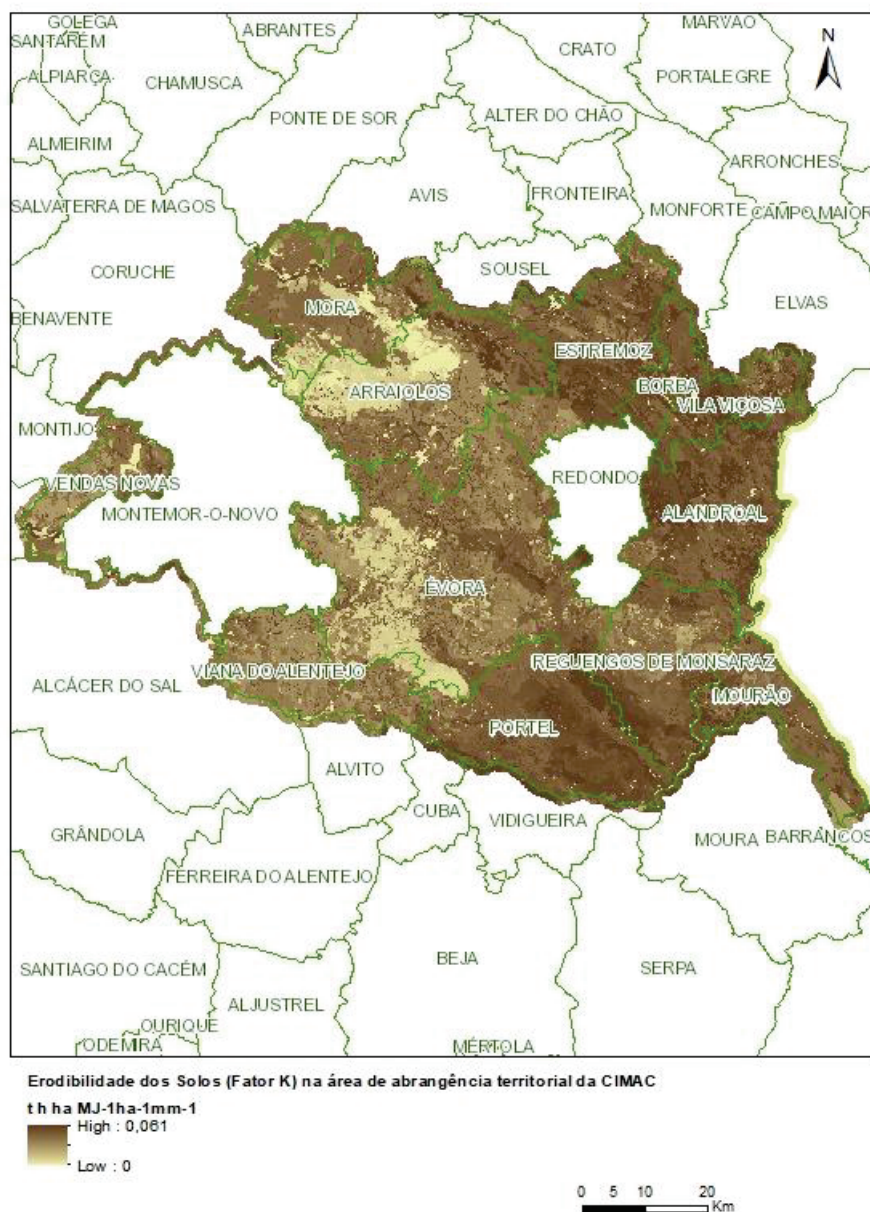 GOLEGÃ
SANTARÉM
ABRANTES
MARVÃO
CRATO
N
ALPIARÇA
CHAMUSCA
PORTALEGRE
PONTE DE SOR
ALTER DO CHÃO
ALMEIRIM
ARRONCHES
AVIS
FRONTEIRA
SALVATERRA DE MAGOS
MONFORTE
CAMPO MAIOR
CORUCHE
SOUSEL
ELVAS
MORA
BENAVENTE
ESTREMOZ
BORBA
ARRAIOLOS
VILA VIÇOSA
MONTIJO
REDONDO
VENDAS NOVAS
MONTEMOR-O-NOVO
ALANDROAL
ÉVORA
REGUENGOS DE MONSARAZ
VIANA DO ALENTEJO
ALCÁCER DO SAL
MOURÃO
PORTEL
ALVITO
CUBA
VIDIGUEIRA
GRÂNDOLA
MOURA
BARRANCOS
FERREIRA DO ALENTEJO
BEJA
SERPA
SANTIAGO DO CACÉM
ALJUSTREL
OURIQUE
ODEMIRA
MÉRTOLA
Erodibilidade dos Solos (Fator K) na área de abrangência territorial da CIMAC
t h ha MJ-1ha-1mm-1
High : 0,061
Low : 0
0 5 10 20
Km